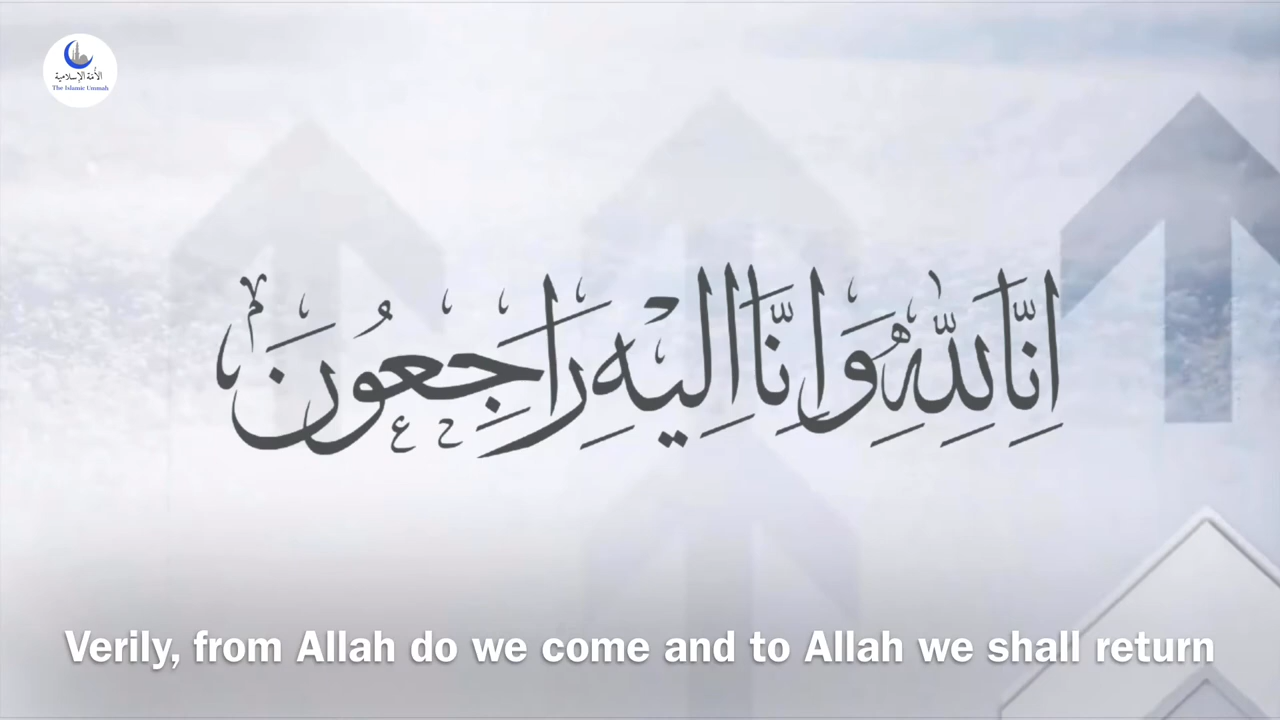 الأمة الإسلامية
The Islamic Ummah
اِنَّا لِلّٰهِ وَاِنَّا اِلَيْهِ رَاجِعُونَ
Verily, from Allah do we come and to Allah we shall return